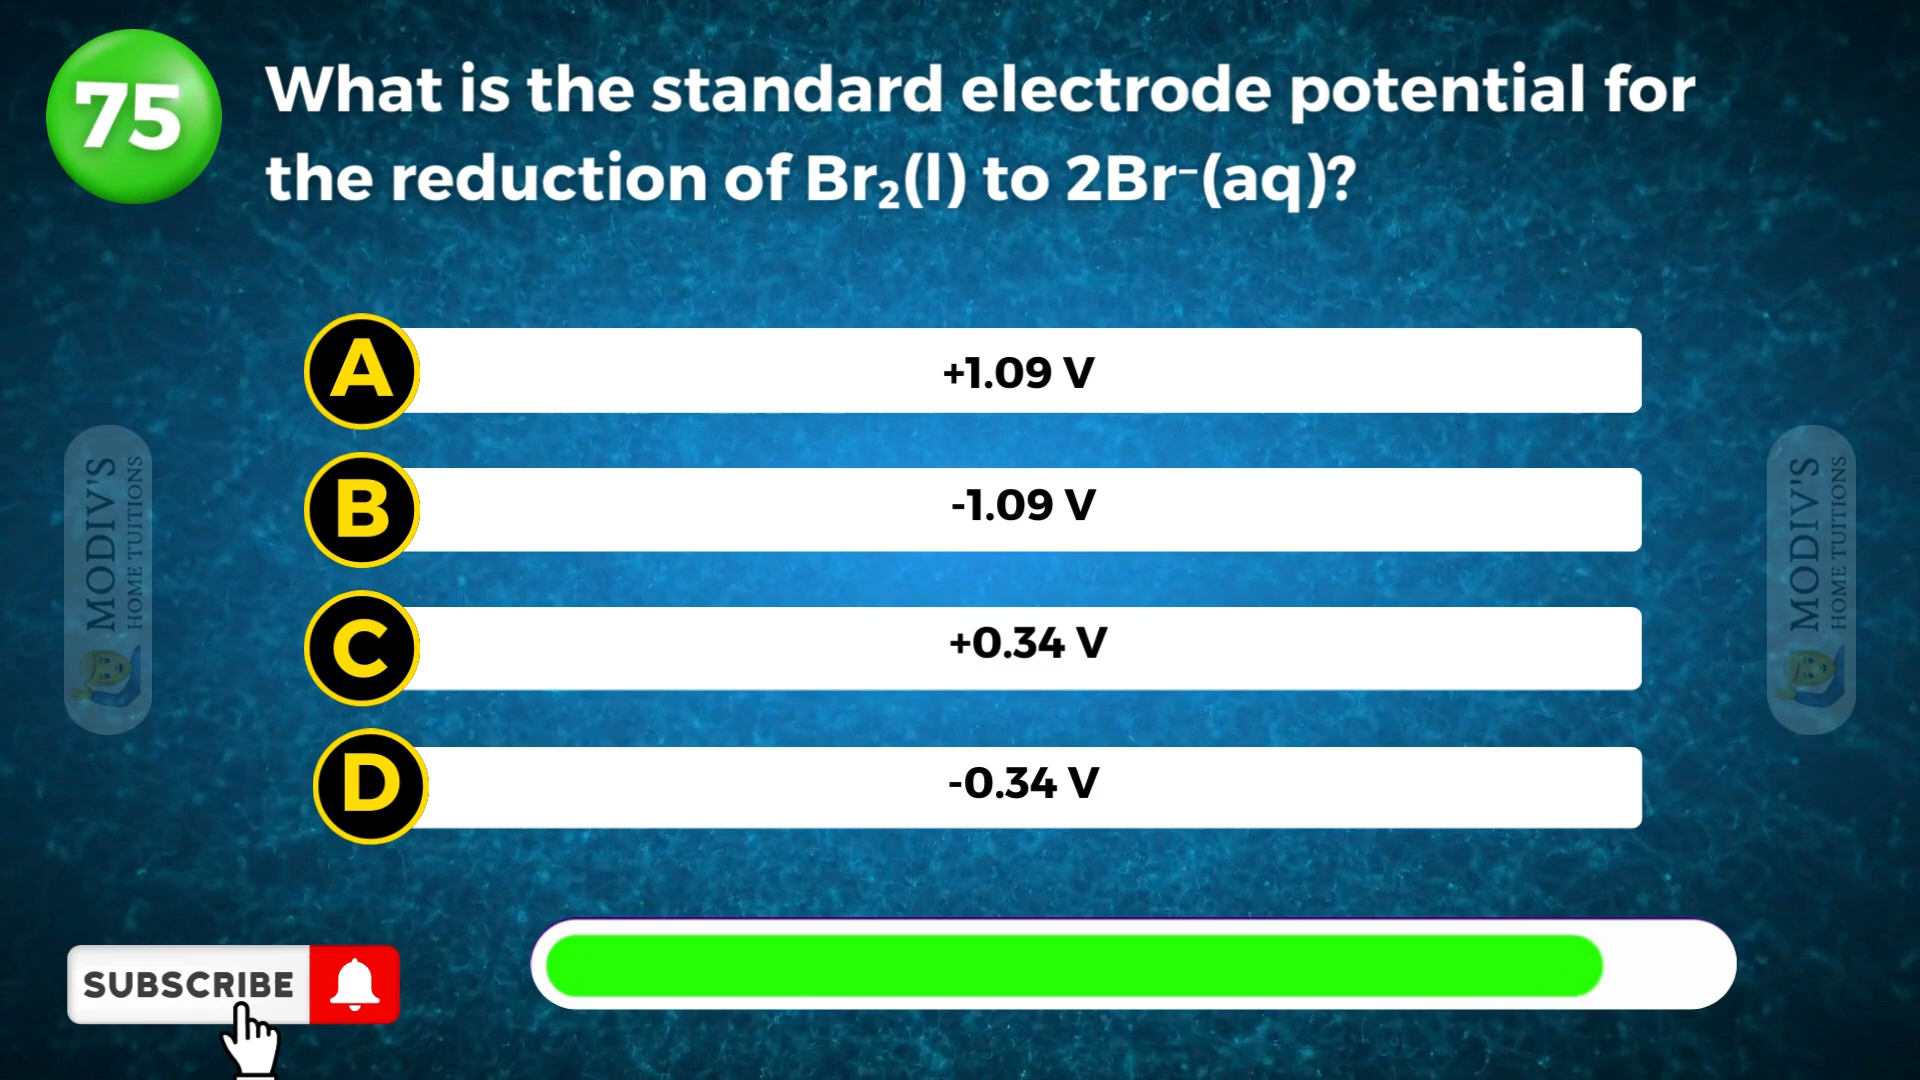 75
What is the standard electrode potential for
the reduction of Br₂(l) to 2Br⁻(aq)?
A
+1.09 V
B
-1.09 V
C
+0.34 V
D
-0.34 V
MODIV'S
HOME TUITIONS
MODIV'S
HOME TUITIONS
SUBSCRIBE